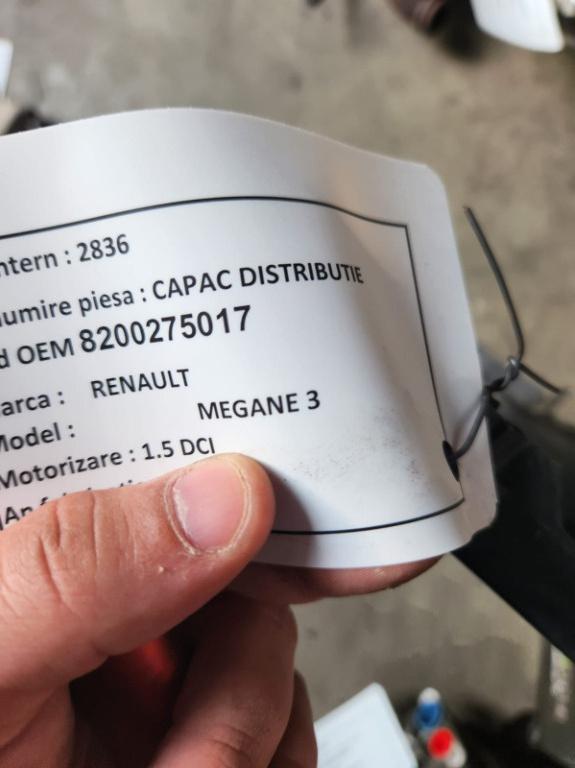 ntern : 2836
umire piesa : CAPAC DISTRIBUTIE
d OEM 8200275017
arca : RENAULT
Model : MEGANE 3
Motorizare : 1.5 DCI